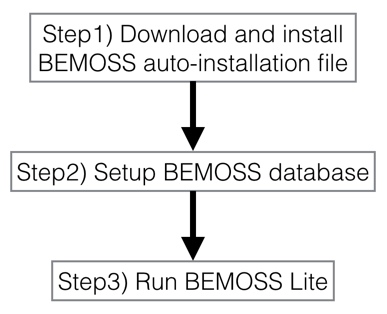 Step1) Download and install
BEMOSS auto-installation file
Step2) Setup BEMOSS database
Step3) Run BEMOSS Lite